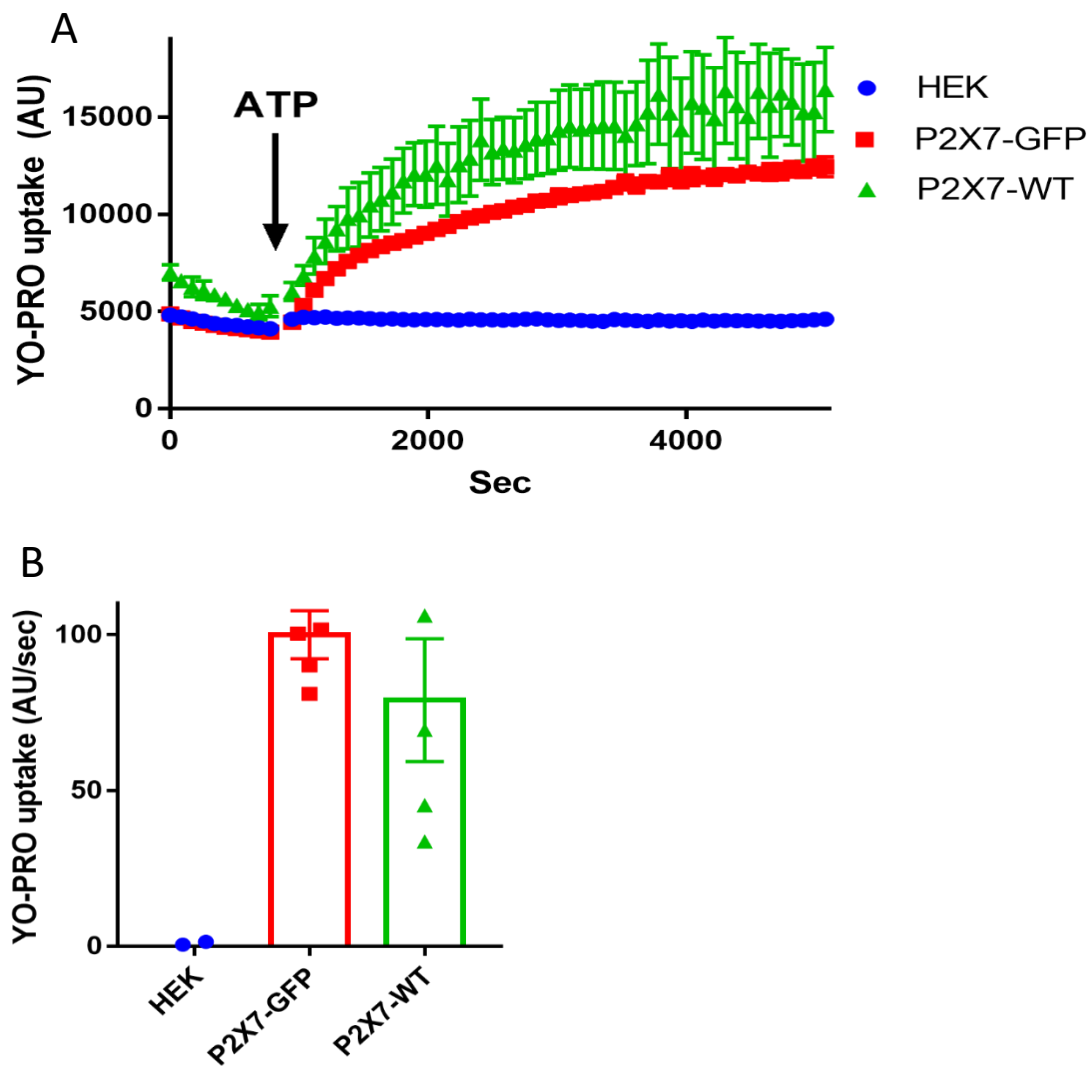 A
YO-PRO uptake (AU)
15000
10000
5000
0
ATP
0 2000 4000
Sec
HEK
P2X7-GFP
P2X7-WT
B
YO-PRO uptake (AU/sec)
100
50
0
HEK
P2X7-GFP
P2X7-WT